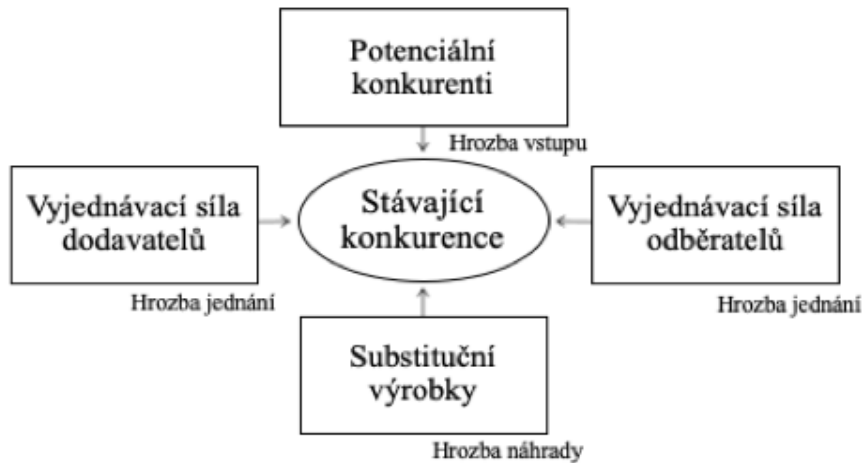 Potenciální
konkurenti
Hrozba vstupu
Vyjednávací síla
dodavatelů
Hrozba jednání
Stávající
konkurence
Vyjednávací síla
odběratelů
Hrozba jednání
Substituční
výrobky
Hrozba náhrady